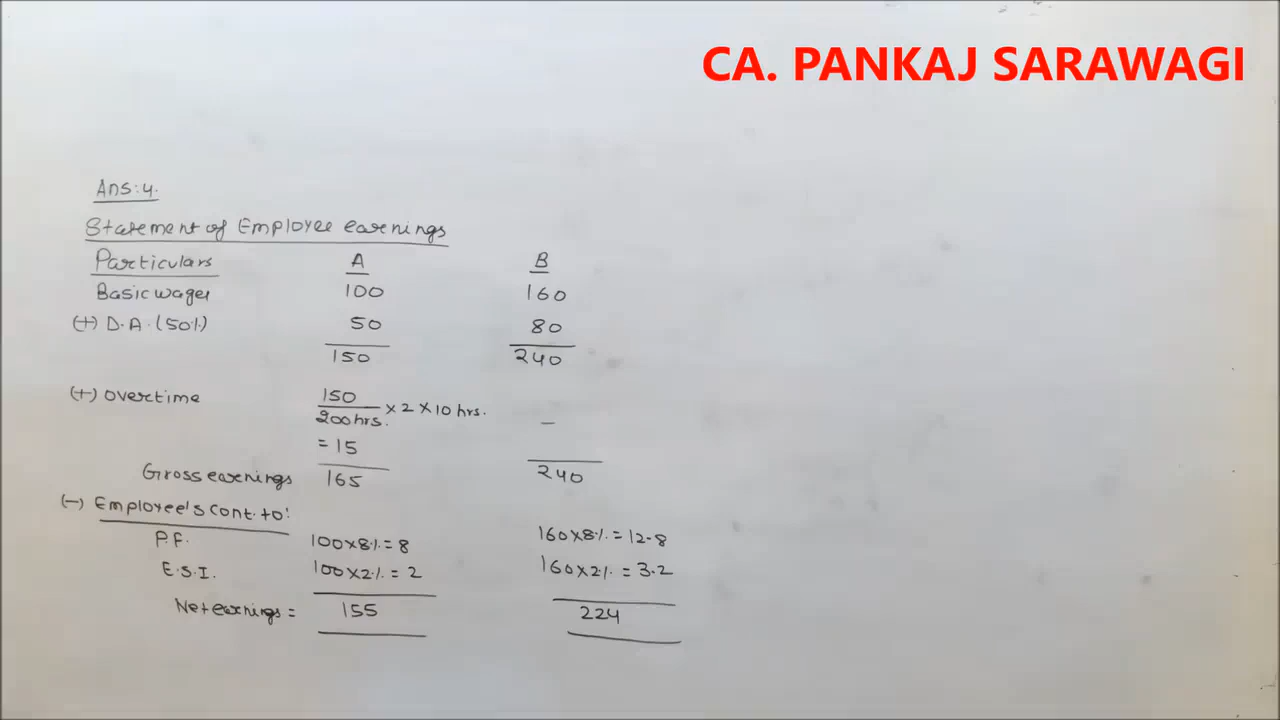 CA. PANKAJ SARAWAGI
Ans:4.
Statement of Employee earnings
Particulars A B
Basic wages 100 160
(+) D.A. (50%) 50 80
150 240
(+) overtime 150/200hrs. × 2 × 10 hrs. –
= 15
Gross earnings 165 240
(-) Employee's Cont. to:
P.F. 100×8% = 8 160×8% = 12.8
E.S.I. 100×2% = 2 160×2% = 3.2
Net earnings = 155 224